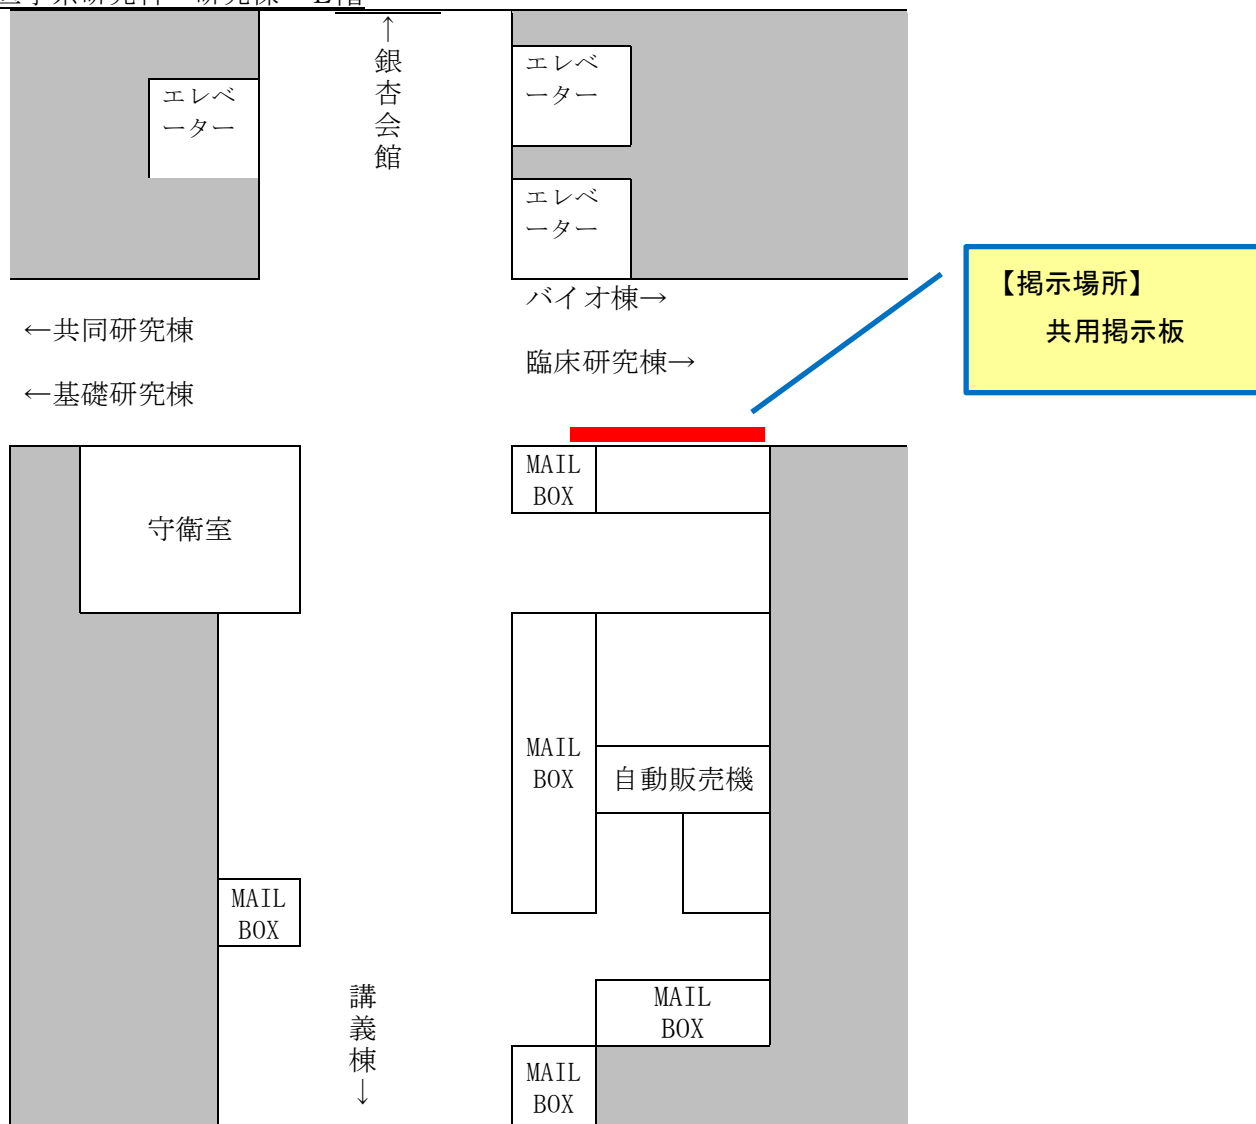 ↑銀杏会館
エレベ
ーター
エレベ
ーター
エレベ
ーター
【掲示場所】
共用掲示板
バイオ棟→
←共同研究棟
臨床研究棟→
←基礎研究棟
MAIL
BOX
守衛室
MAIL
BOX
自動販売機
MAIL
BOX
MAIL
BOX
講義棟↓
MAIL
BOX